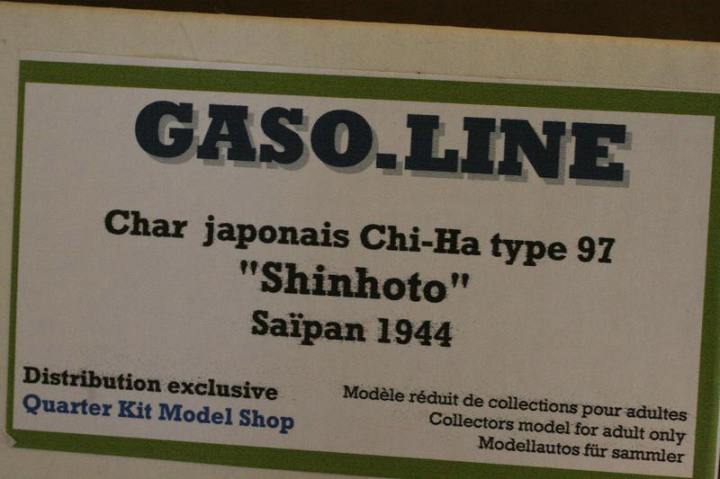 GASO.LINE
Char japonais Chi-Ha type 97
"Shinhoto"
Saïpan 1944
Distribution exclusive
Quarter Kit Model Shop
Modèle réduit de collections pour adultes
Collectors model for adult only
Modellautos für sammler